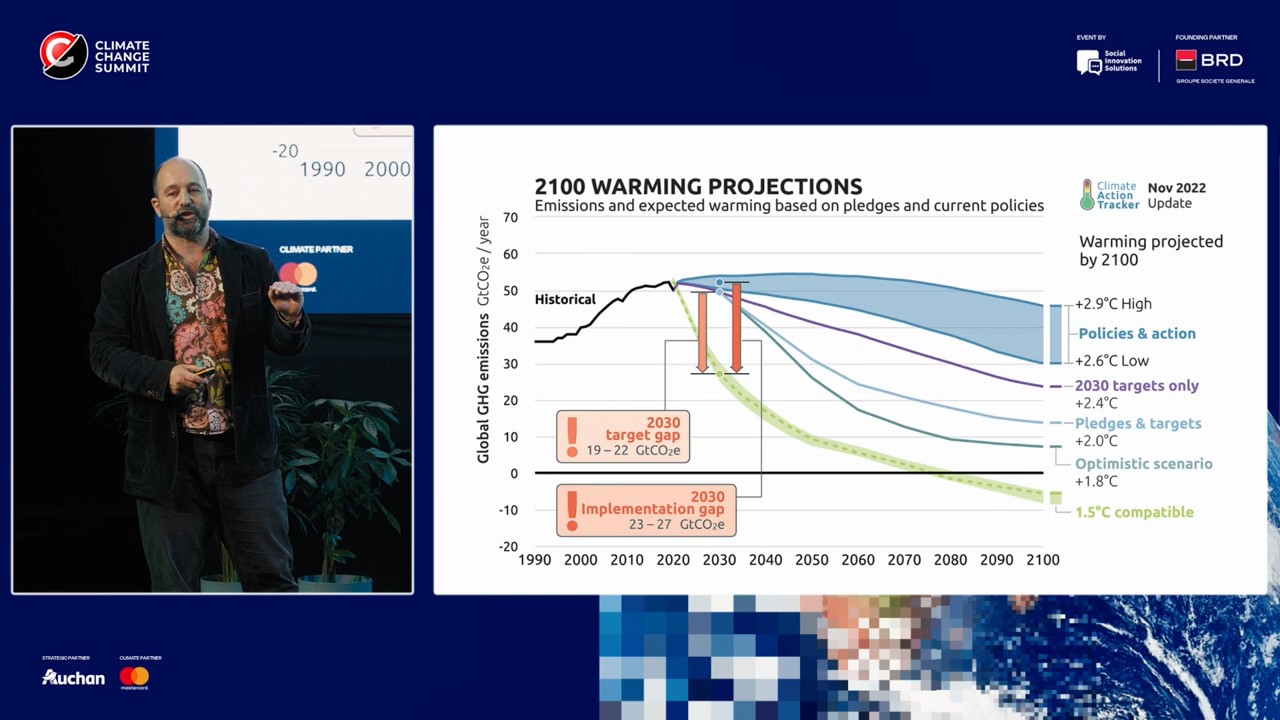 CLIMATE
CHANGE
SUMMIT
EVENT BY
Social
Innovation
Solutions
FOUNDING PARTNER
BRD
GROUPE SOCIETE GENERALE
-20
1990 2000
CLIMATE PARTNER
mastercard.
2100 WARMING PROJECTIONS
Emissions and expected warming based on pledges and current policies
Climate
Action
Tracker
Nov 2022
Update
Warming projected
by 2100
Global GHG emissions GtCO₂e / year
70
60
50
40
30
20
10
0
-10
-20
1990 2000 2010 2020 2030 2040 2050 2060 2070 2080 2090 2100
Historical
2030
target gap
19 – 22 GtCO₂e
2030
Implementation gap
23 – 27 GtCO₂e
+2.9°C High
Policies & action
+2.6°C Low
2030 targets only
+2.4°C
Pledges & targets
+2.0°C
Optimistic scenario
+1.8°C
1.5°C compatible
STRATEGIC PARTNER
Auchan
CLIMATE PARTNER
mastercard